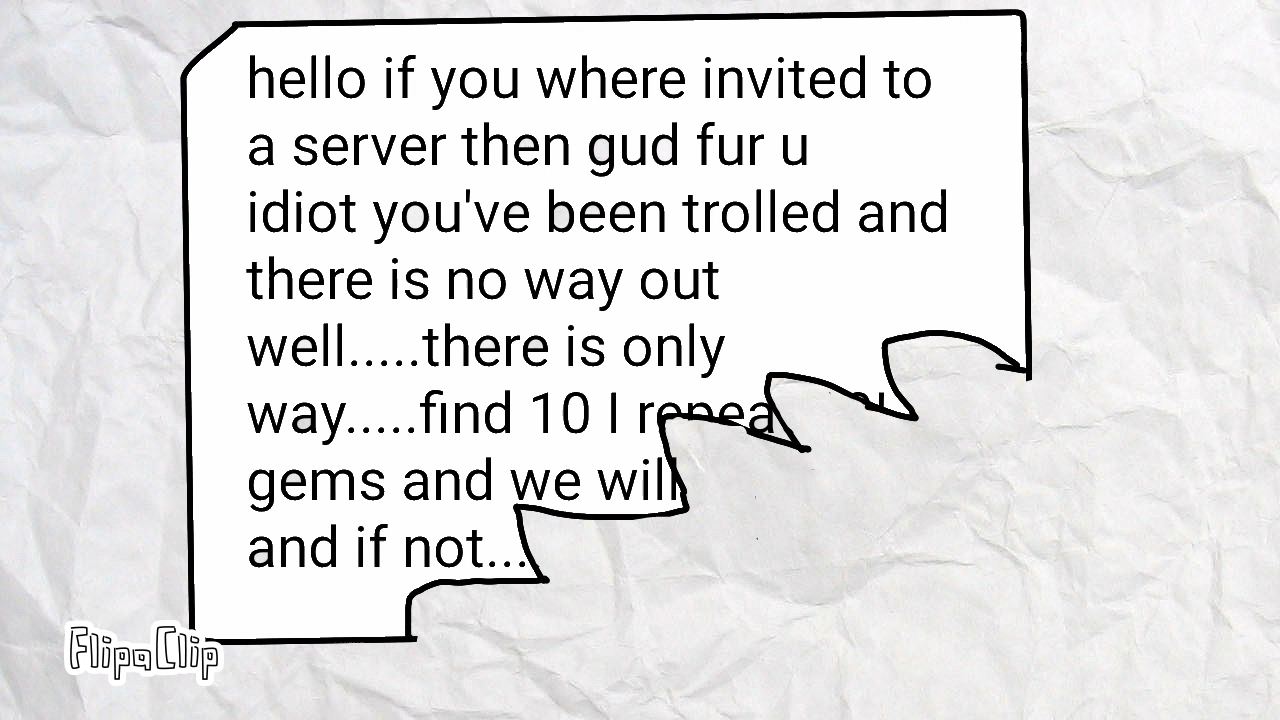 hello if you where invited to
a server then gud fur u
idiot you've been trolled and
there is no way out
well.....there is only
way.....find 10 I repea
gems and we will
and if not...
FlipaClip